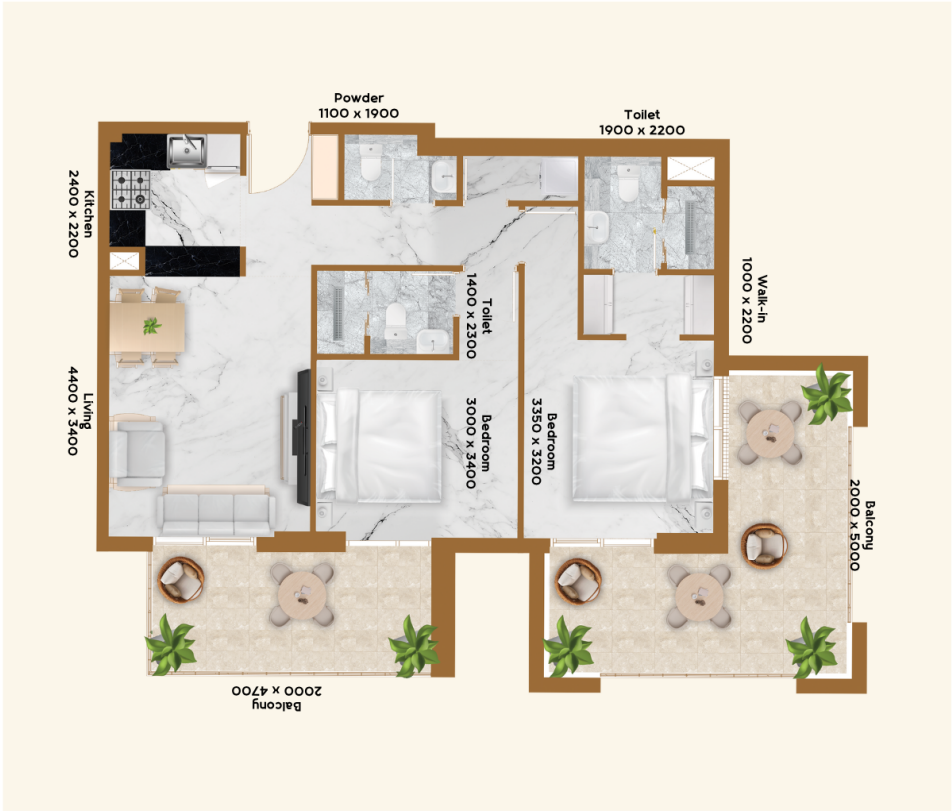 Powder
1100 x 1900
Toilet
1900 x 2200
Kitchen
2400 x 2200
Walk-in
1000 x 2200
Toilet
1400 x 2300
Living
4400 x 3400
Bedroom
3000 x 3400
Bedroom
3350 x 3200
Balcony
2000 x 5000
Balcony
2000 x 4700